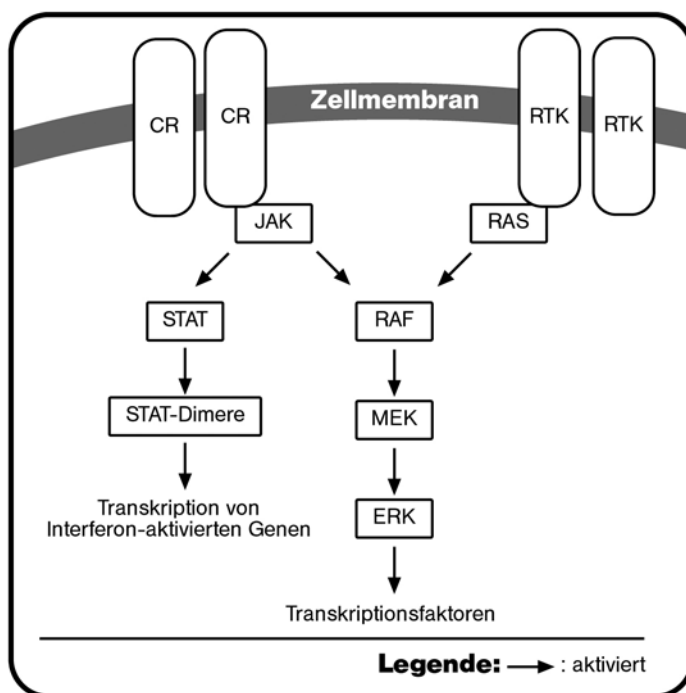 Zellmembran
CR
CR
RTK
RTK
JAK
RAS
STAT
RAF
STAT-Dimere
MEK
Transkription von
Interferon-aktivierten Genen
ERK
Transkriptionsfaktoren
Legende: → : aktiviert